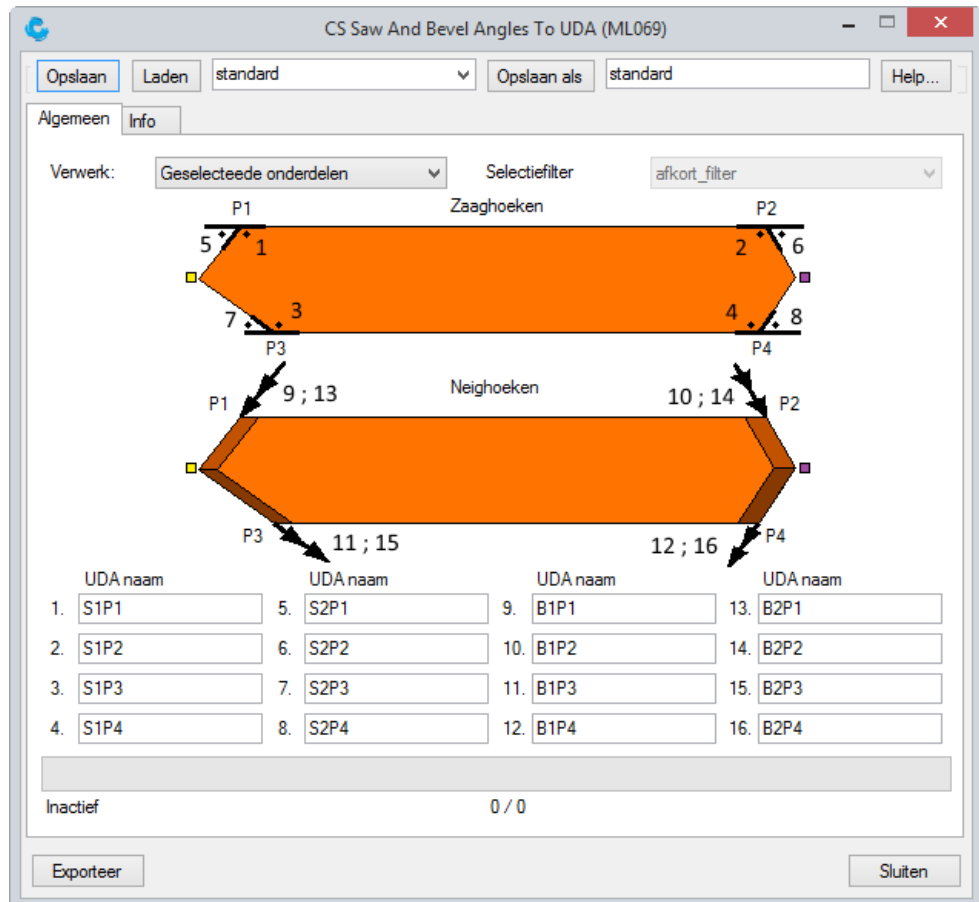 CS Saw And Bevel Angles To UDA (ML069)
Opslaan Laden standard Opslaan als standard Help...
Algemeen Info
Verwerk: Geselecteede onderdelen Selectiefilter afkort_filter
P1 Zaaghoeken P2
5 1 2 6
7 3 4 8
P3 P4
P1 9 ; 13 Neighoeken 10 ; 14 P2
P3 11 ; 15 12 ; 16 P4
UDA naam UDA naam UDA naam UDA naam
1. S1P1 5. S2P1 9. B1P1 13. B2P1
2. S1P2 6. S2P2 10. B1P2 14. B2P2
3. S1P3 7. S2P3 11. B1P3 15. B2P3
4. S1P4 8. S2P4 12. B1P4 16. B2P4
Inactief 0 / 0
Exporteer Sluiten